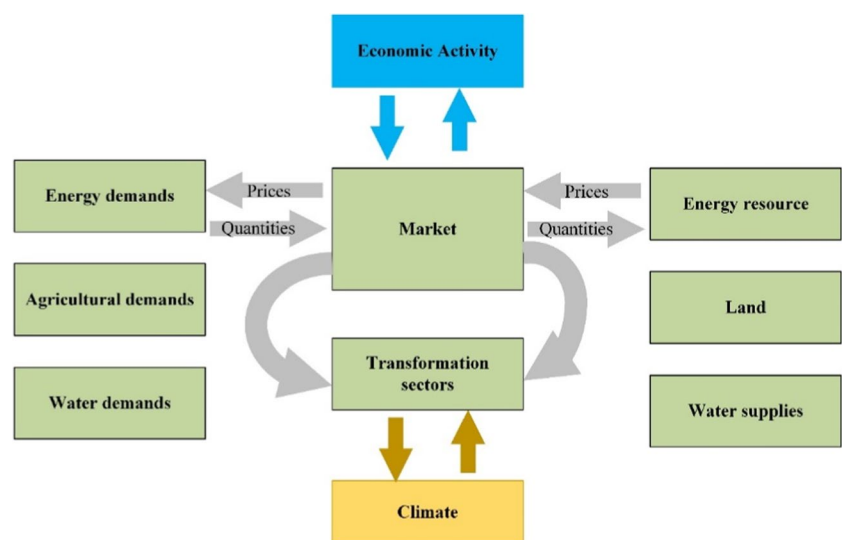 Economic Activity
Energy demands
Prices
Quantities
Market
Prices
Quantities
Energy resource
Agricultural demands
Land
Transformation
sectors
Water demands
Water supplies
Climate